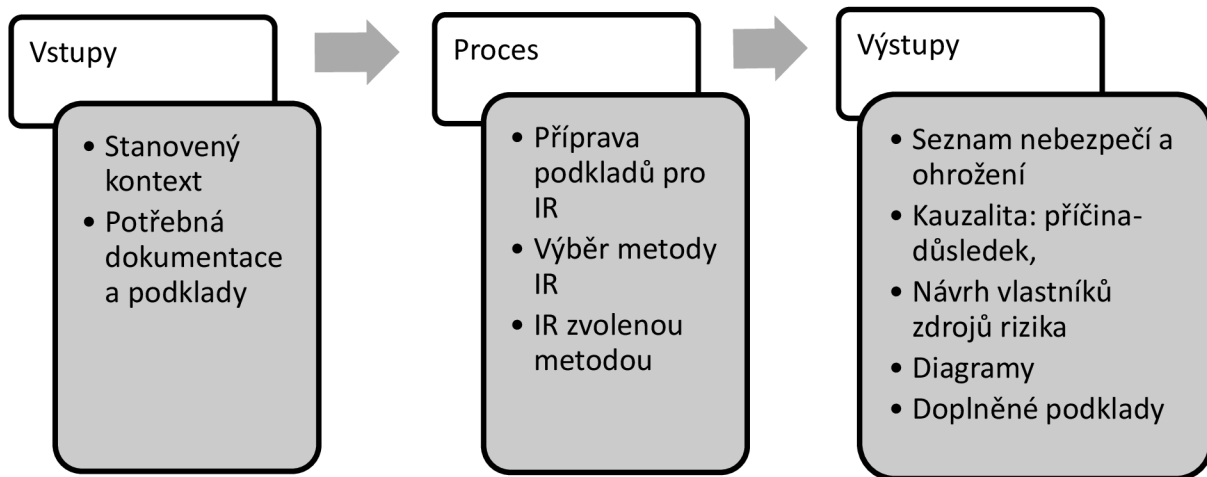 Vstupy
• Stanovený
kontext
• Potřebná
dokumentace
a podklady
Proces
• Příprava
podkladů pro
IR
• Výběr metody
IR
• IR zvolenou
metodou
Výstupy
• Seznam nebezpečí a
ohrožení
• Kauzalita: příčina-
důsledek,
• Návrh vlastníků
zdrojů rizika
• Diagramy
• Doplněné podklady